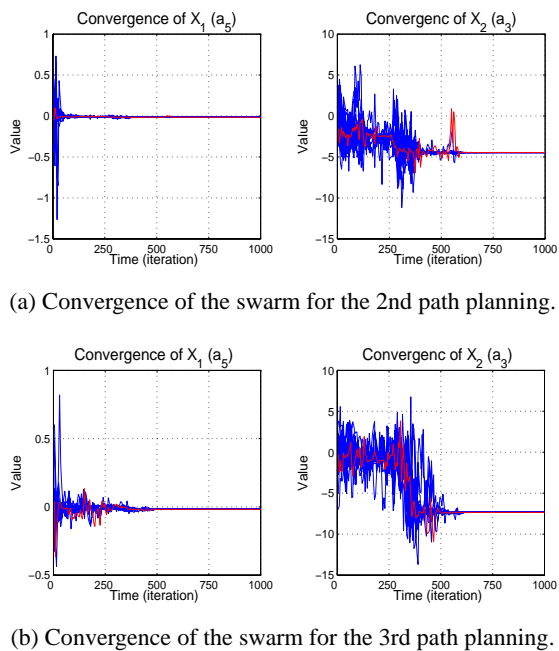 Convergence of X1 (a5)
Convergenc of X2 (a3)
1
0.5
0
−0.5
−1
−1.5
Value
0 250 500 750 1000
Time (iteration)
10
5
0
−5
−10
−15
Value
0 250 500 750 1000
Time (iteration)
(a) Convergence of the swarm for the 2nd path planning.
Convergence of X1 (a5)
Convergenc of X2 (a3)
1
0.5
0
−0.5
Value
0 250 500 750 1000
Time (iteration)
10
5
0
−5
−10
−15
Value
0 250 500 750 1000
Time (iteration)
(b) Convergence of the swarm for the 3rd path planning.